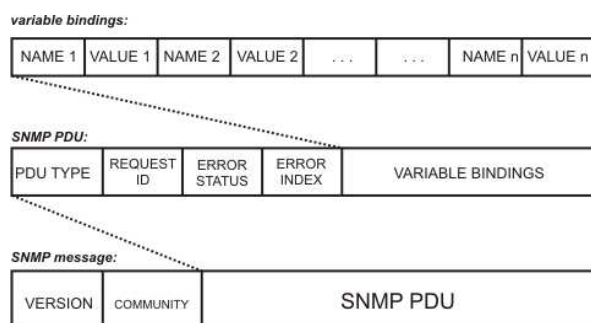 variable bindings:
NAME 1 VALUE 1 NAME 2 VALUE 2 . . . . . . NAME n VALUE n
SNMP PDU:
PDU TYPE REQUEST ID ERROR STATUS ERROR INDEX VARIABLE BINDINGS
SNMP message:
VERSION COMMUNITY SNMP PDU